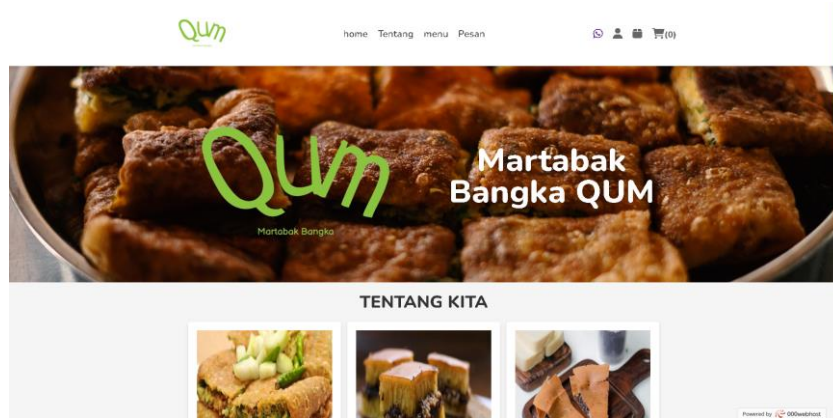 Qum
home Tentang menu Pesan
(0)
Qum
Martabak Bangka
Martabak
Bangka QUM
TENTANG KITA
Powered by 000webhost